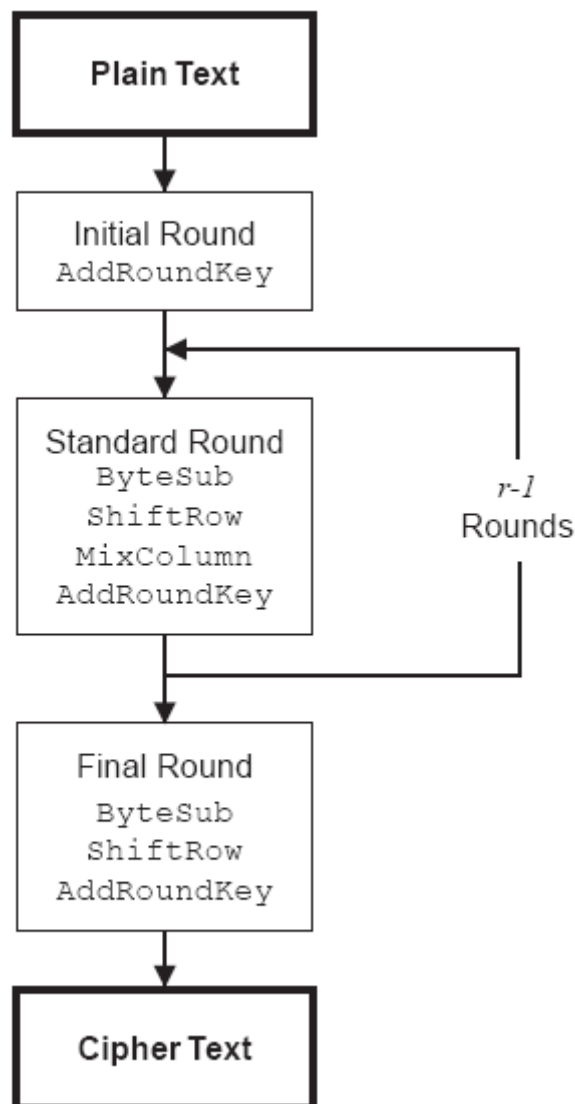 Plain Text
Initial Round
AddRoundKey
Standard Round
ByteSub
ShiftRow
MixColumn
AddRoundKey
r-1
Rounds
Final Round
ByteSub
ShiftRow
AddRoundKey
Cipher Text